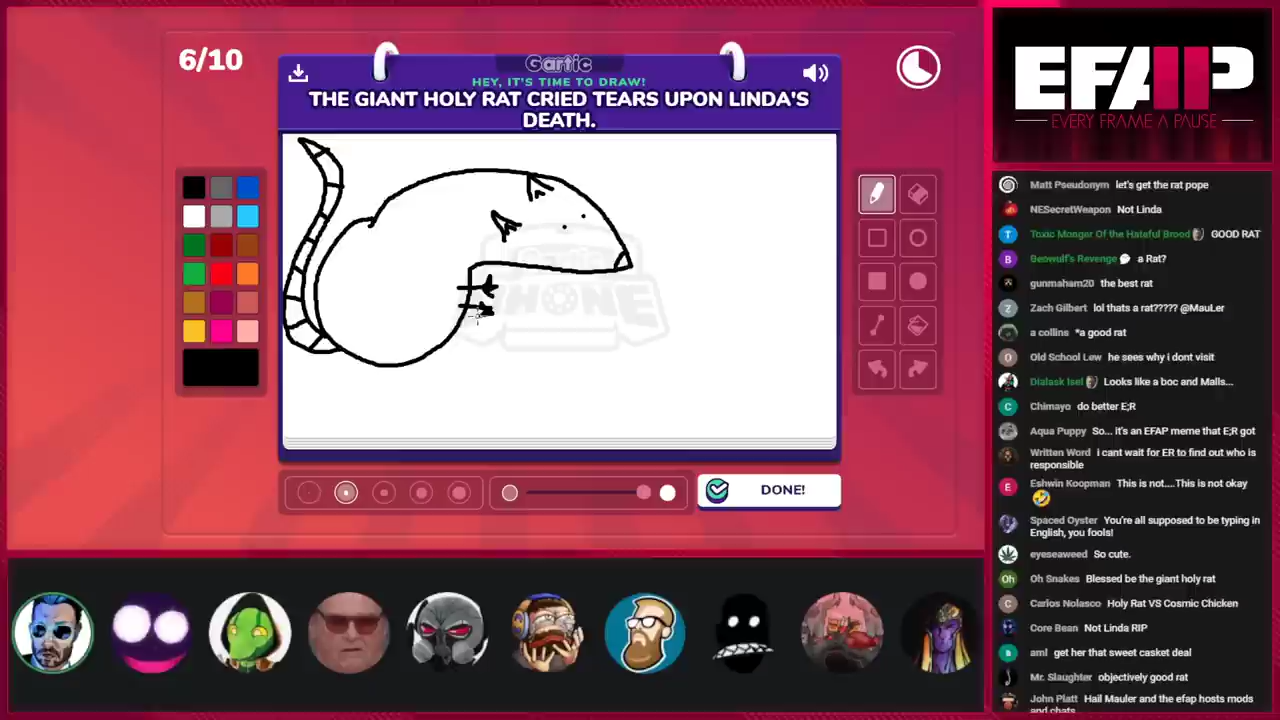 6/10
Gartic
HEY, IT'S TIME TO DRAW!
THE GIANT HOLY RAT CRIED TEARS UPON LINDA'S
DEATH.
PHONE
DONE!
EFAP
EVERY FRAME A PAUSE
Matt Pseudonym let's get the rat pope
NESecretWeapon Not Linda
Toxic Monger Of the Hateful Brood GOOD RAT
Beowulf's Revenge a Rat?
gunmaham20 the best rat
Zach Gilbert lol thats a rat????? @MauLer
a collins *a good rat
Old School Lew he sees why i dont visit
Dialask Isel Looks like a boc and Malls...
Chimayo do better E;R
Aqua Puppy So... it's an EFAP meme that E;R got
Written Word i cant wait for ER to find out who is
responsible
Eshwin Koopman This is not....This is not okay
Spaced Oyster You're all supposed to be typing in
English, you fools!
eyeseaweed So cute.
Oh Oh Snakes Blessed be the giant holy rat
Carlos Nolasco Holy Rat VS Cosmic Chicken
Core Bean Not Linda RIP
aml get her that sweet casket deal
Mr. Slaughter objectively good rat
John Platt Hail Mauler and the efap hosts mods
and chats